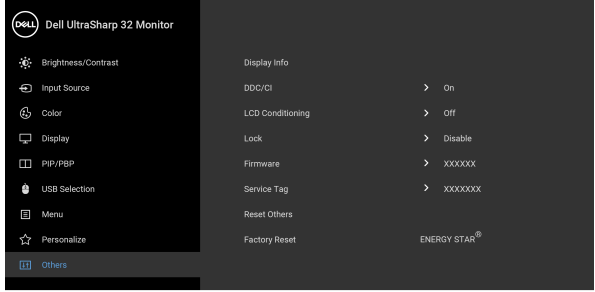 DELL Dell UltraSharp 32 Monitor
Brightness/Contrast Display Info
Input Source DDC/CI On
Color LCD Conditioning Off
Display Lock Disable
PIP/PBP Firmware XXXXXX
USB Selection Service Tag XXXXXXX
Menu Reset Others
Personalize Factory Reset ENERGY STAR®
Others